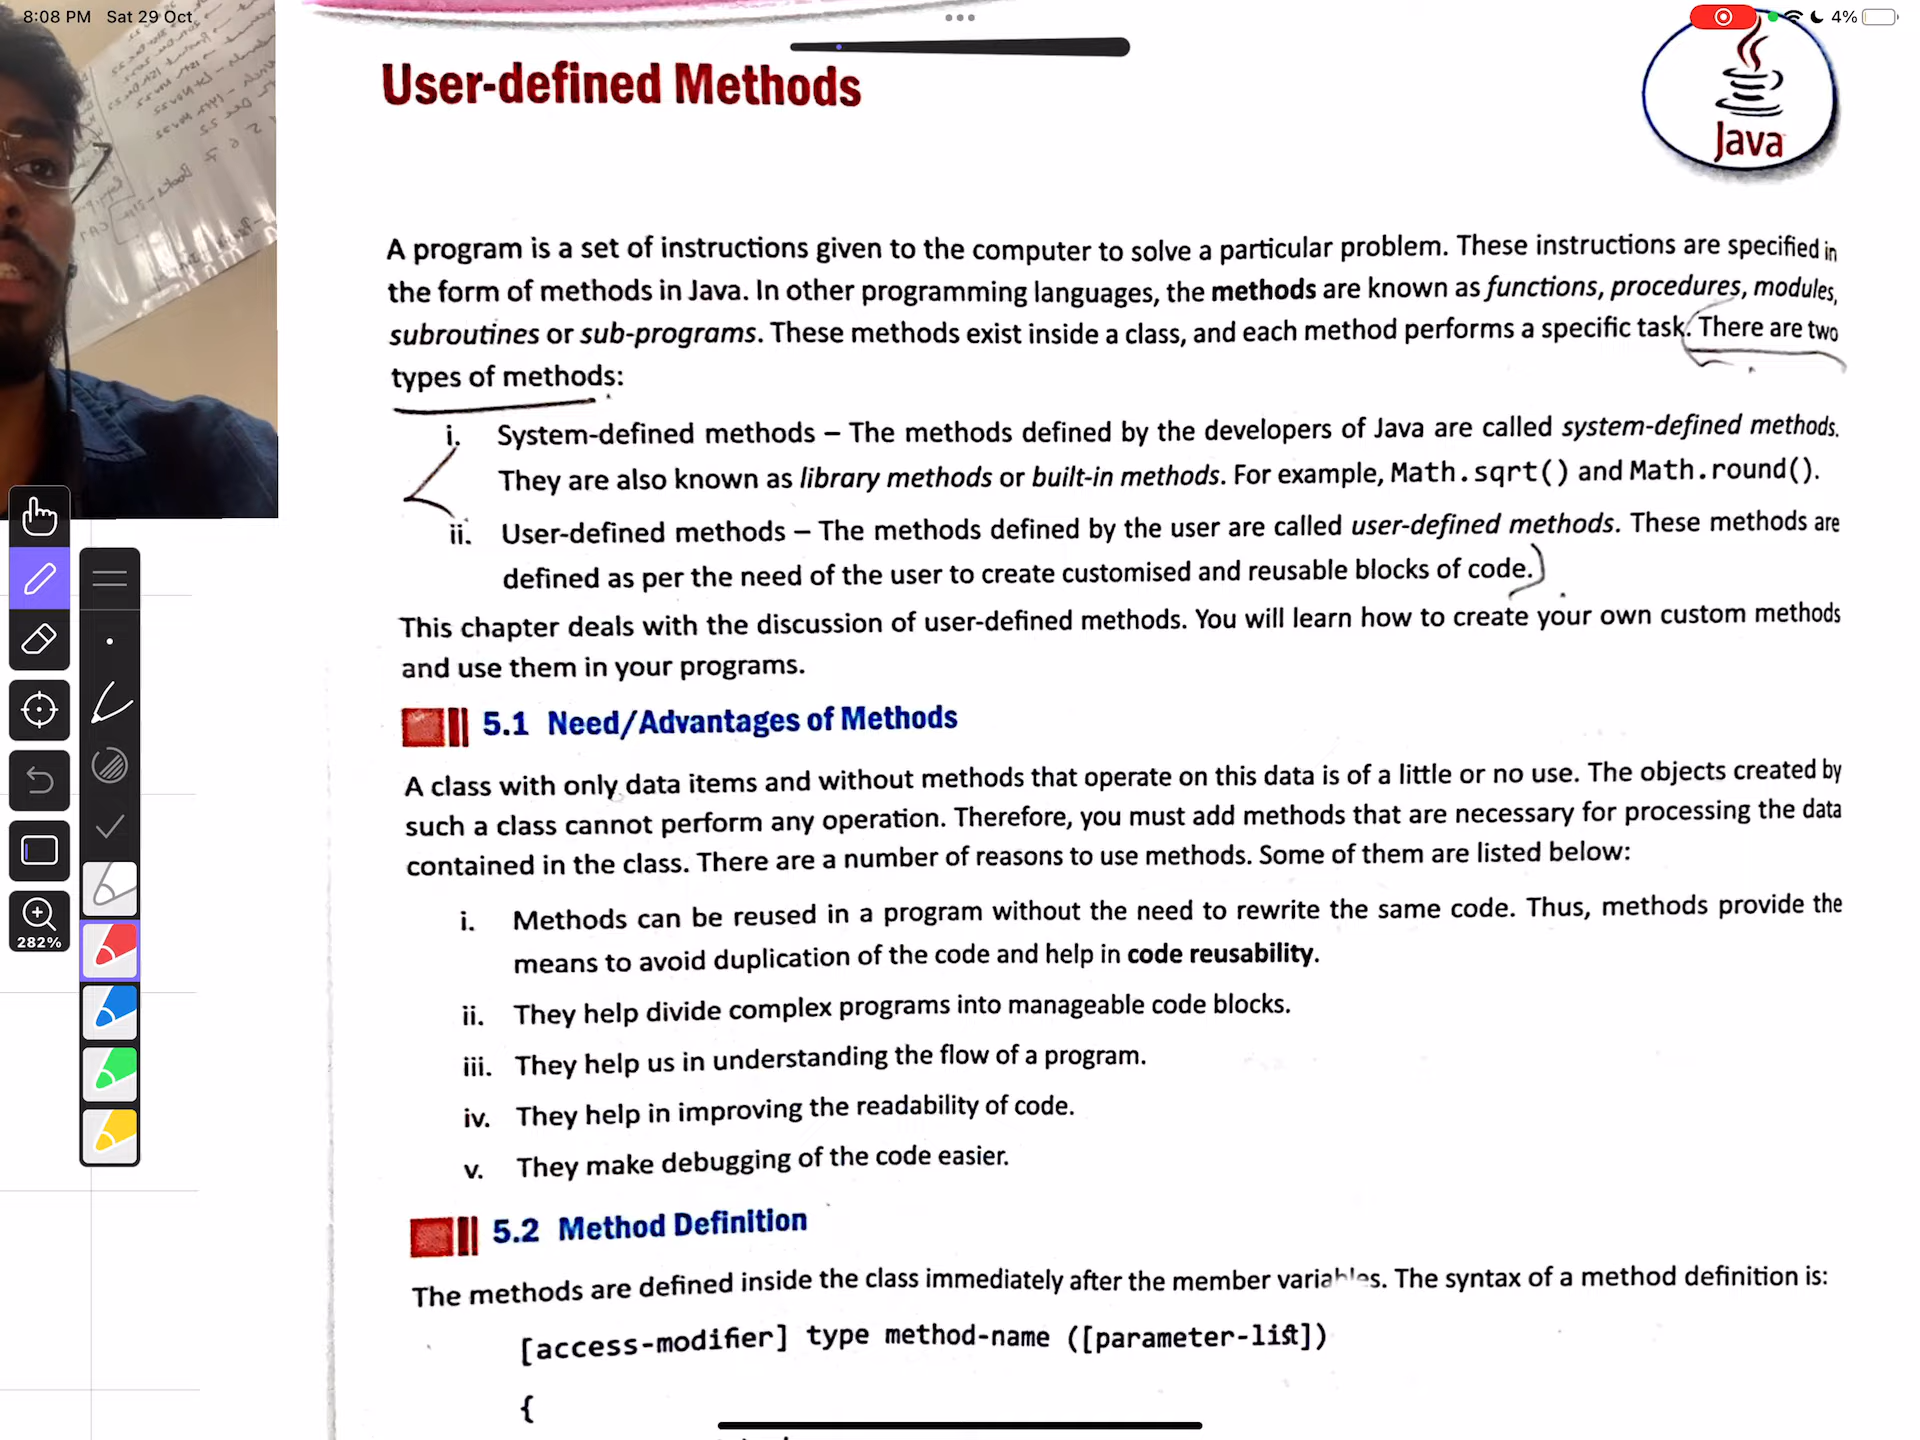 8:08 PM Sat 29 Oct
4%
User-defined Methods
Java
A program is a set of instructions given to the computer to solve a particular problem. These instructions are specified in
the form of methods in Java. In other programming languages, the methods are known as functions, procedures, modules,
subroutines or sub-programs. These methods exist inside a class, and each method performs a specific task. There are two
types of methods:
i. System-defined methods – The methods defined by the developers of Java are called system-defined methods.
They are also known as library methods or built-in methods. For example, Math.sqrt() and Math.round().
ii. User-defined methods – The methods defined by the user are called user-defined methods. These methods are
defined as per the need of the user to create customised and reusable blocks of code.
This chapter deals with the discussion of user-defined methods. You will learn how to create your own custom methods
and use them in your programs.
5.1 Need/Advantages of Methods
A class with only data items and without methods that operate on this data is of a little or no use. The objects created by
such a class cannot perform any operation. Therefore, you must add methods that are necessary for processing the data
contained in the class. There are a number of reasons to use methods. Some of them are listed below:
i. Methods can be reused in a program without the need to rewrite the same code. Thus, methods provide the
means to avoid duplication of the code and help in code reusability.
ii. They help divide complex programs into manageable code blocks.
iii. They help us in understanding the flow of a program.
iv. They help in improving the readability of code.
v. They make debugging of the code easier.
282%
5.2 Method Definition
The methods are defined inside the class immediately after the member variables. The syntax of a method definition is:
[access-modifier] type method-name ([parameter-list])
{